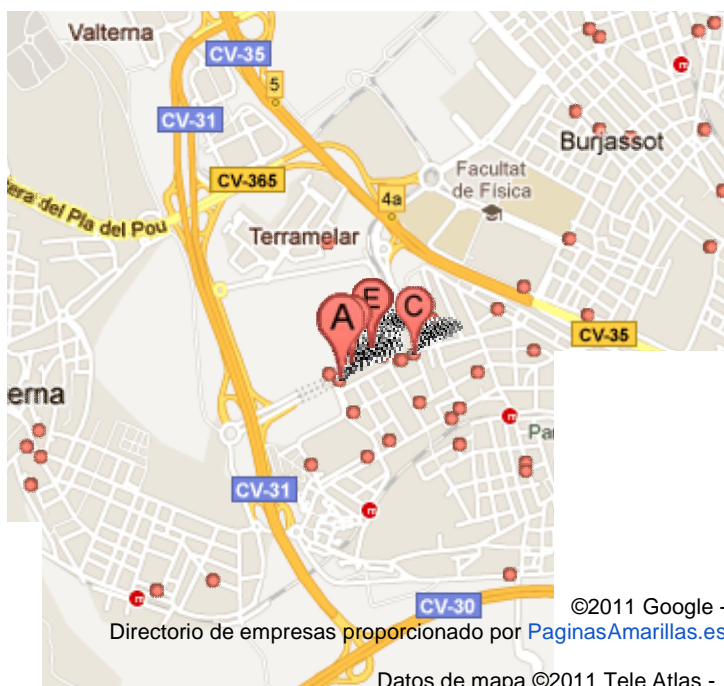 Valterna
CV-35
5
CV-31
Burjassot
Facultat
de Física
CV-365
era del Pla del Pou
4a
Terramelar
E
A
C
CV-35
erna
m
m
Pa
CV-31
m
m
CV-30
©2011 Google -
Directorio de empresas proporcionado por PaginasAmarillas.es
Datos de mapa ©2011 Tele Atlas -